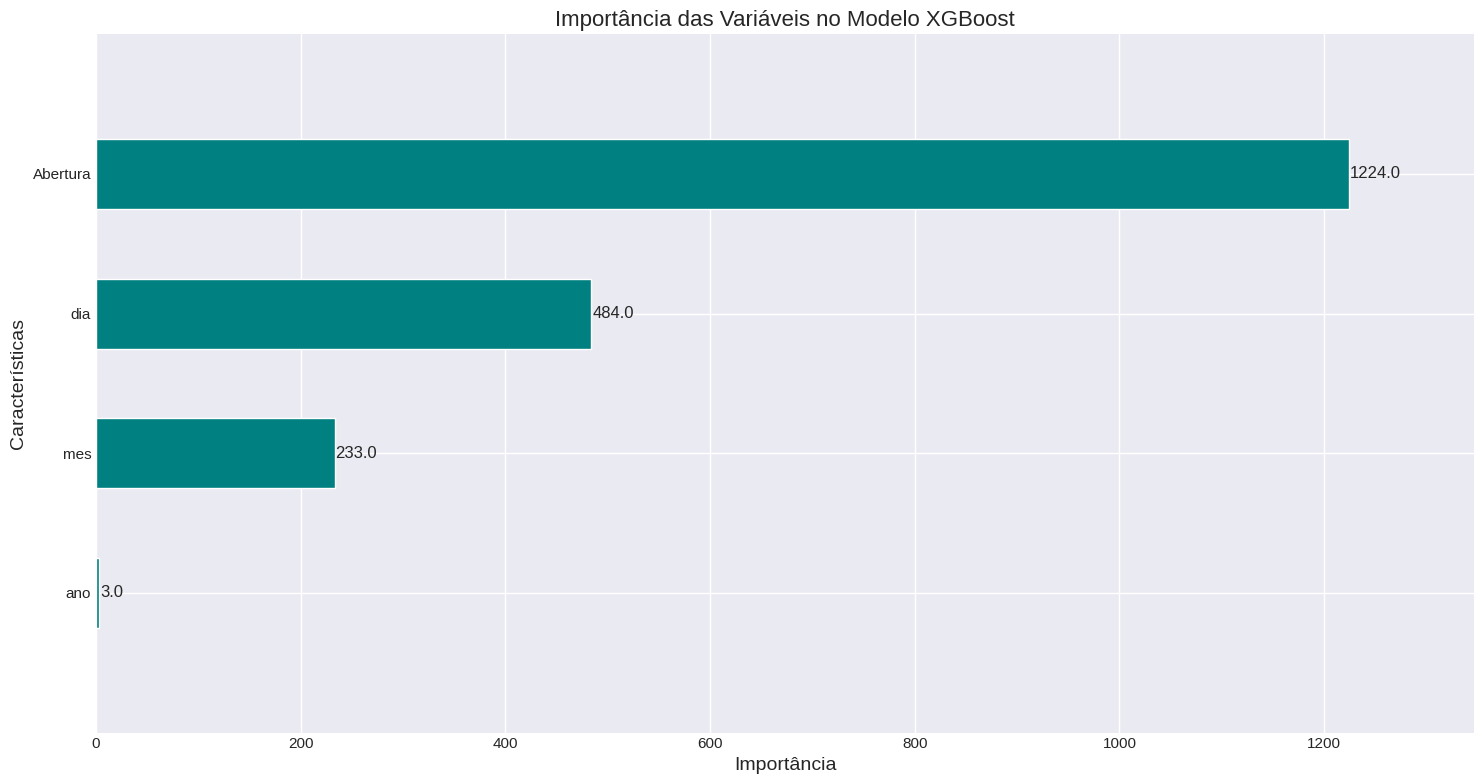 Importância das Variáveis no Modelo XGBoost
Características
Abertura
1224.0
dia
484.0
mes
233.0
ano
3.0
0 200 400 600 800 1000 1200
Importância